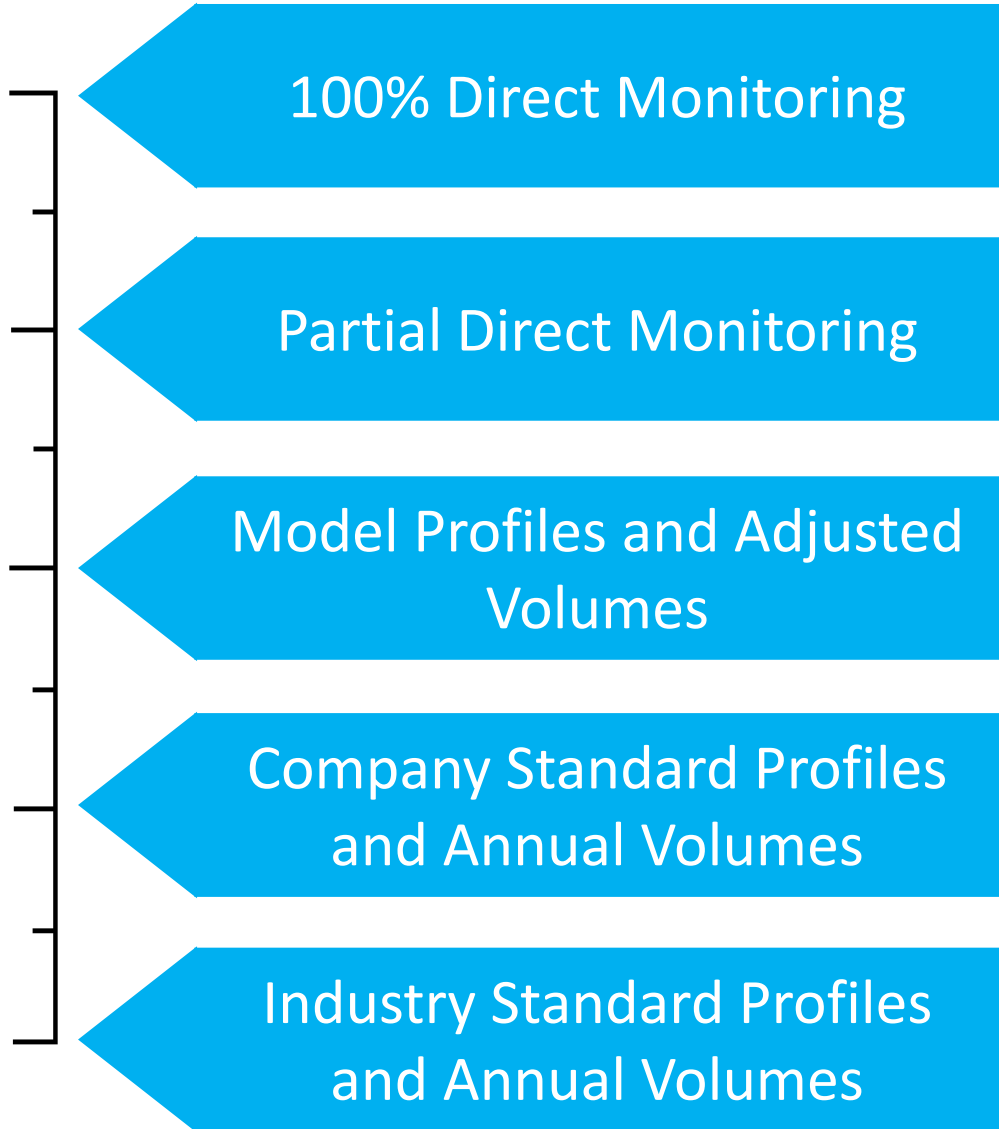 100% Direct Monitoring
Partial Direct Monitoring
Model Profiles and Adjusted
Volumes
Company Standard Profiles
and Annual Volumes
Industry Standard Profiles
and Annual Volumes